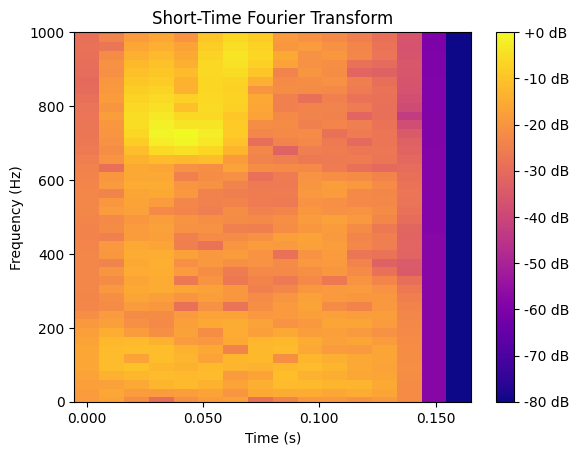 Short-Time Fourier Transform
1000
800
600
400
200
0
Frequency (Hz)
0.000
0.050
0.100
0.150
Time (s)
+0 dB
-10 dB
-20 dB
-30 dB
-40 dB
-50 dB
-60 dB
-70 dB
-80 dB